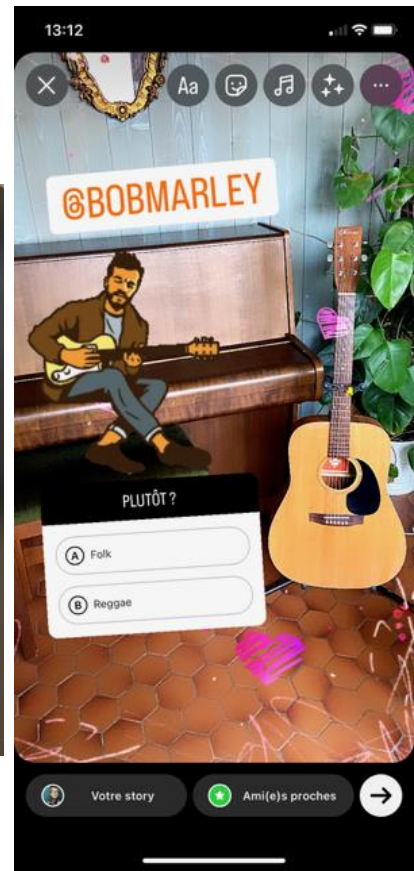 13:12
Aa
@BOBMARLEY
PLUTÔT ?
A Folk
B Reggae
Votre story
Ami(e)s proches